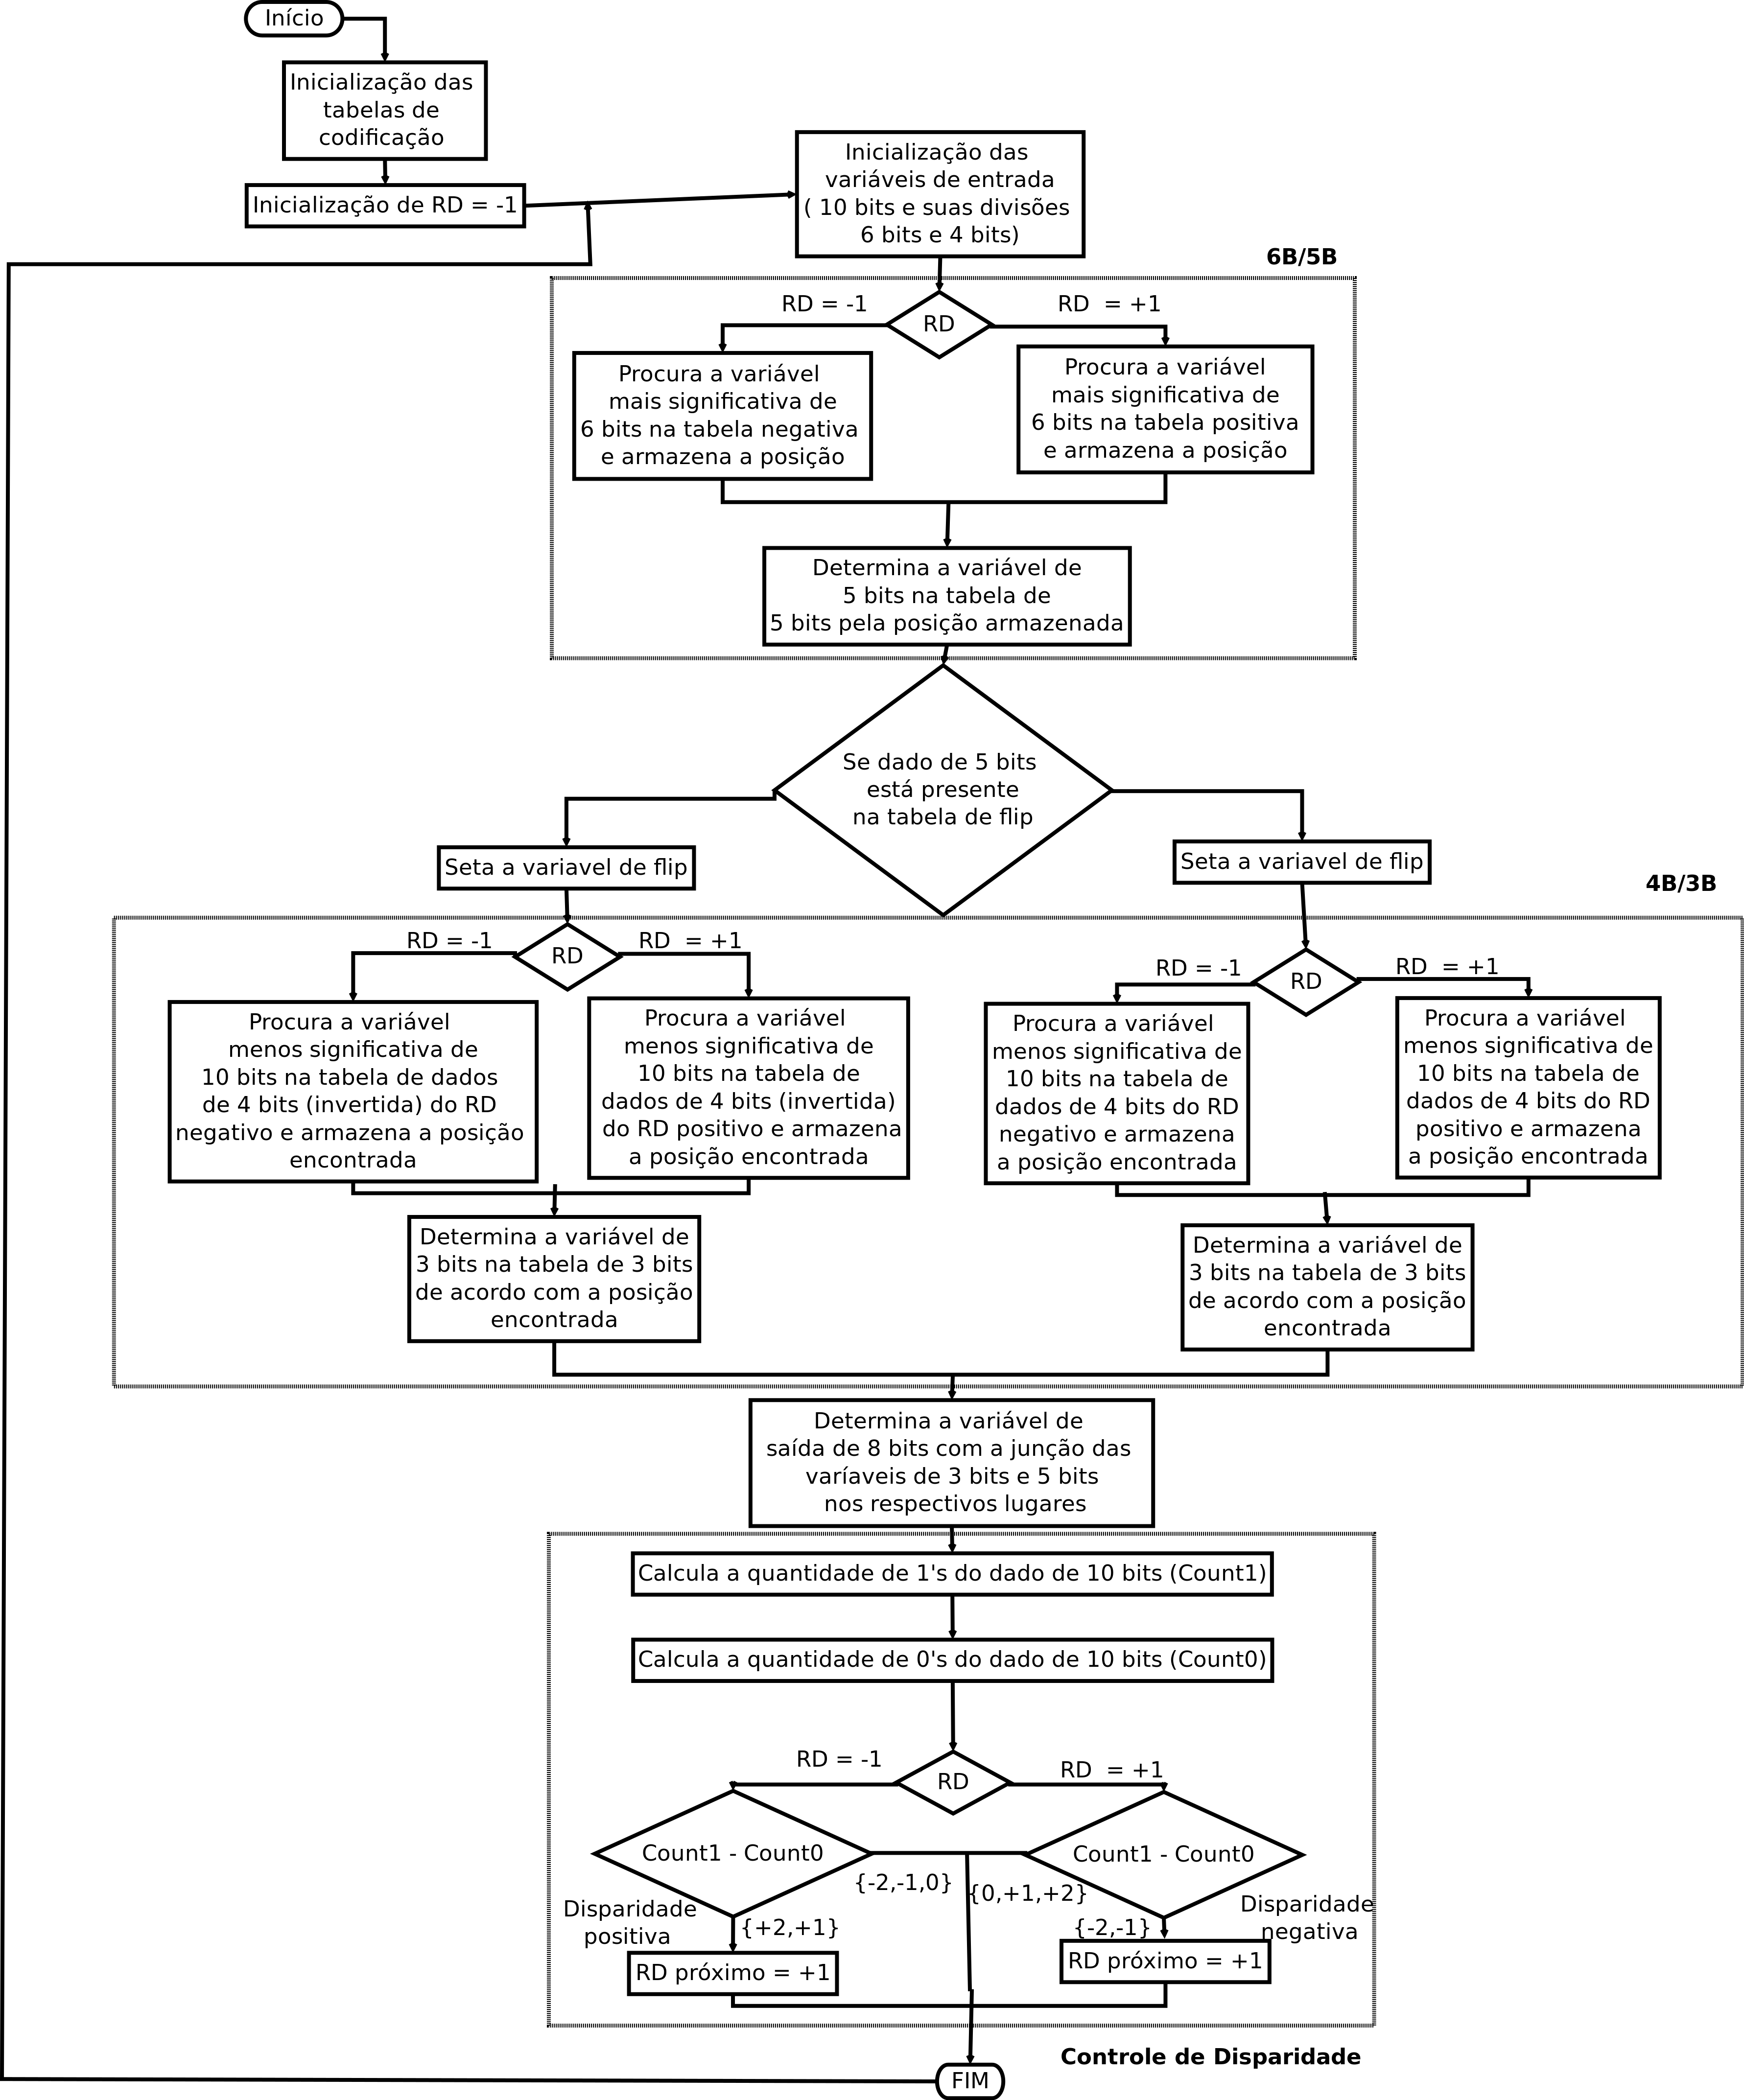 Início
Inicialização das
tabelas de
codificação
Inicialização de RD = -1
Inicialização das
variáveis de entrada
( 10 bits e suas divisões
6 bits e 4 bits)
6B/5B
RD = -1
RD
RD = +1
Procura a variável
mais significativa de
6 bits na tabela negativa
e armazena a posição
Procura a variável
mais significativa de
6 bits na tabela positiva
e armazena a posição
Determina a variável de
5 bits na tabela de
5 bits pela posição armazenada
Se dado de 5 bits
está presente
na tabela de flip
Seta a variavel de flip
Seta a variavel de flip
4B/3B
RD = -1
RD
RD = +1
RD = -1
RD
RD = +1
Procura a variável
menos significativa de
10 bits na tabela de dados
de 4 bits (invertida) do RD
negativo e armazena a posição
encontrada
Procura a variável
menos significativa de
10 bits na tabela de
dados de 4 bits (invertida)
do RD positivo e armazena
a posição encontrada
Procura a variável
menos significativa de
10 bits na tabela de
dados de 4 bits do RD
negativo e armazena
a posição encontrada
Procura a variável
menos significativa de
10 bits na tabela de
dados de 4 bits do RD
positivo e armazena
a posição encontrada
Determina a variável de
3 bits na tabela de 3 bits
de acordo com a posição
encontrada
Determina a variável de
3 bits na tabela de 3 bits
de acordo com a posição
encontrada
Determina a variável de
saída de 8 bits com a junção das
varíaveis de 3 bits e 5 bits
nos respectivos lugares
Calcula a quantidade de 1's do dado de 10 bits (Count1)
Calcula a quantidade de 0's do dado de 10 bits (Count0)
RD = -1
RD
RD = +1
Count1 - Count0
Count1 - Count0
{-2,-1,0}
{0,+1,+2}
Disparidade
positiva
{+2,+1}
{-2,-1}
Disparidade
negativa
RD próximo = +1
RD próximo = +1
Controle de Disparidade
FIM